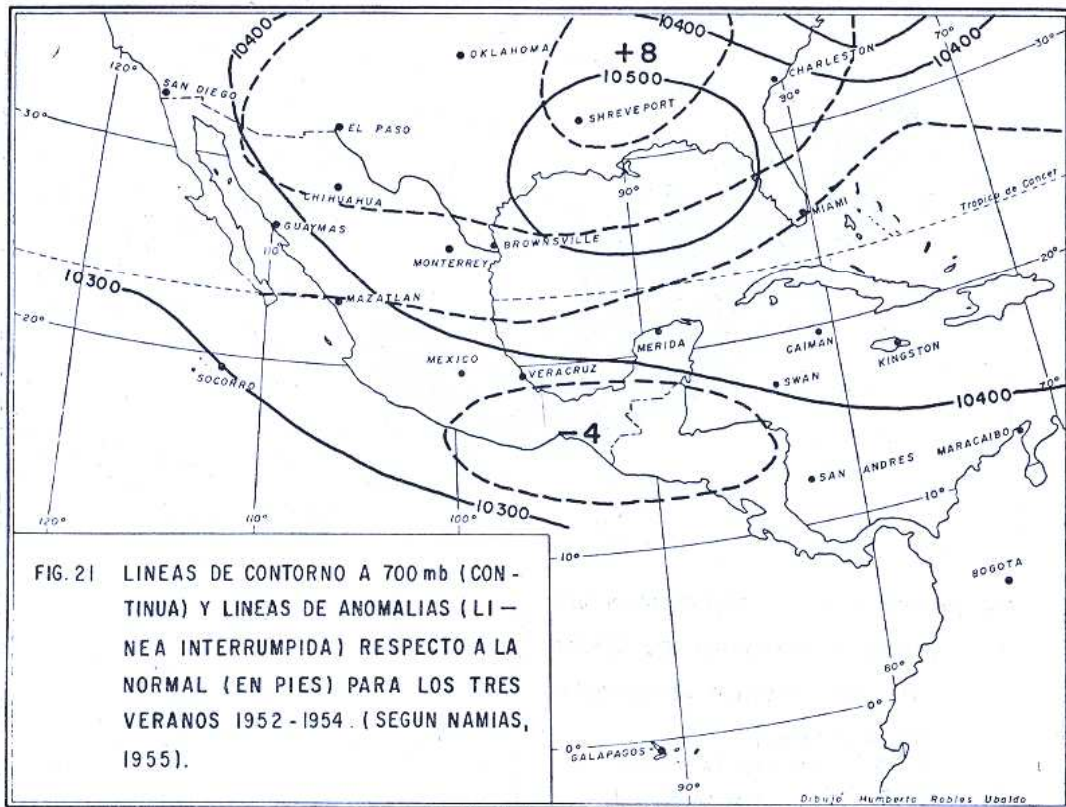 10400
10400
70°
10400
30°
120°
OKLAHOMA
+8
CHARLESTON
90°
10500
SAN DIEGO
SHREVEPORT
30°
EL PASO
CHIHUAHUA
90°
MIAMI
Tropico de Cancer
GUAYMAS
110
BROWNSVILLE
MONTERREY
20°
10300
MAZATLAN
20°
MEXICO
MERIDA
CAIMAN
KINGSTON
SOCORRO
VERACRUZ
SWAN
10400
70°
-4
SAN ANDRES
MARACAIBO
120°
110°
100°
10300
10°
10°
BOGOTA
80°
0°
0°
GALAPAGOS
90°
FIG. 21 LINEAS DE CONTORNO A 700 mb (CON-
TINUA) Y LINEAS DE ANOMALIAS (LI-
NEA INTERRUMPIDA) RESPECTO A LA
NORMAL (EN PIES) PARA LOS TRES
VERANOS 1952-1954. (SEGUN NAMIAS,
1955).
Dibujó Humberto Robles Ubaldo